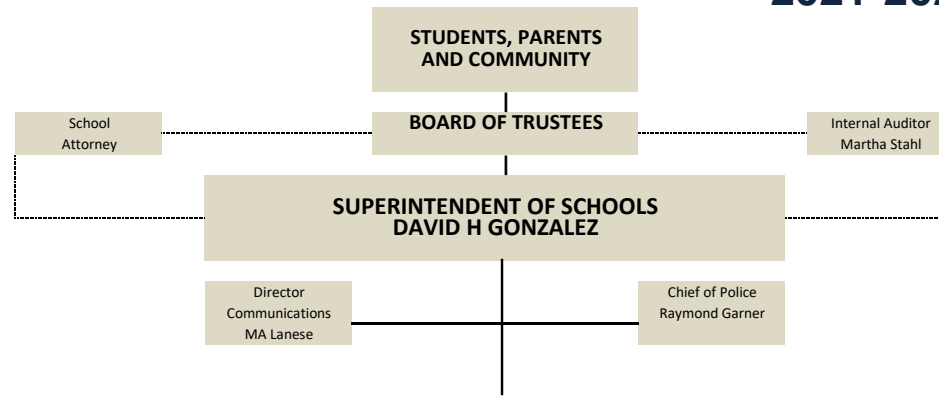 STUDENTS, PARENTS
AND COMMUNITY
School
Attorney
BOARD OF TRUSTEES
Internal Auditor
Martha Stahl
SUPERINTENDENT OF SCHOOLS
DAVID H GONZALEZ
Director
Communications
MA Lanese
Chief of Police
Raymond Garner